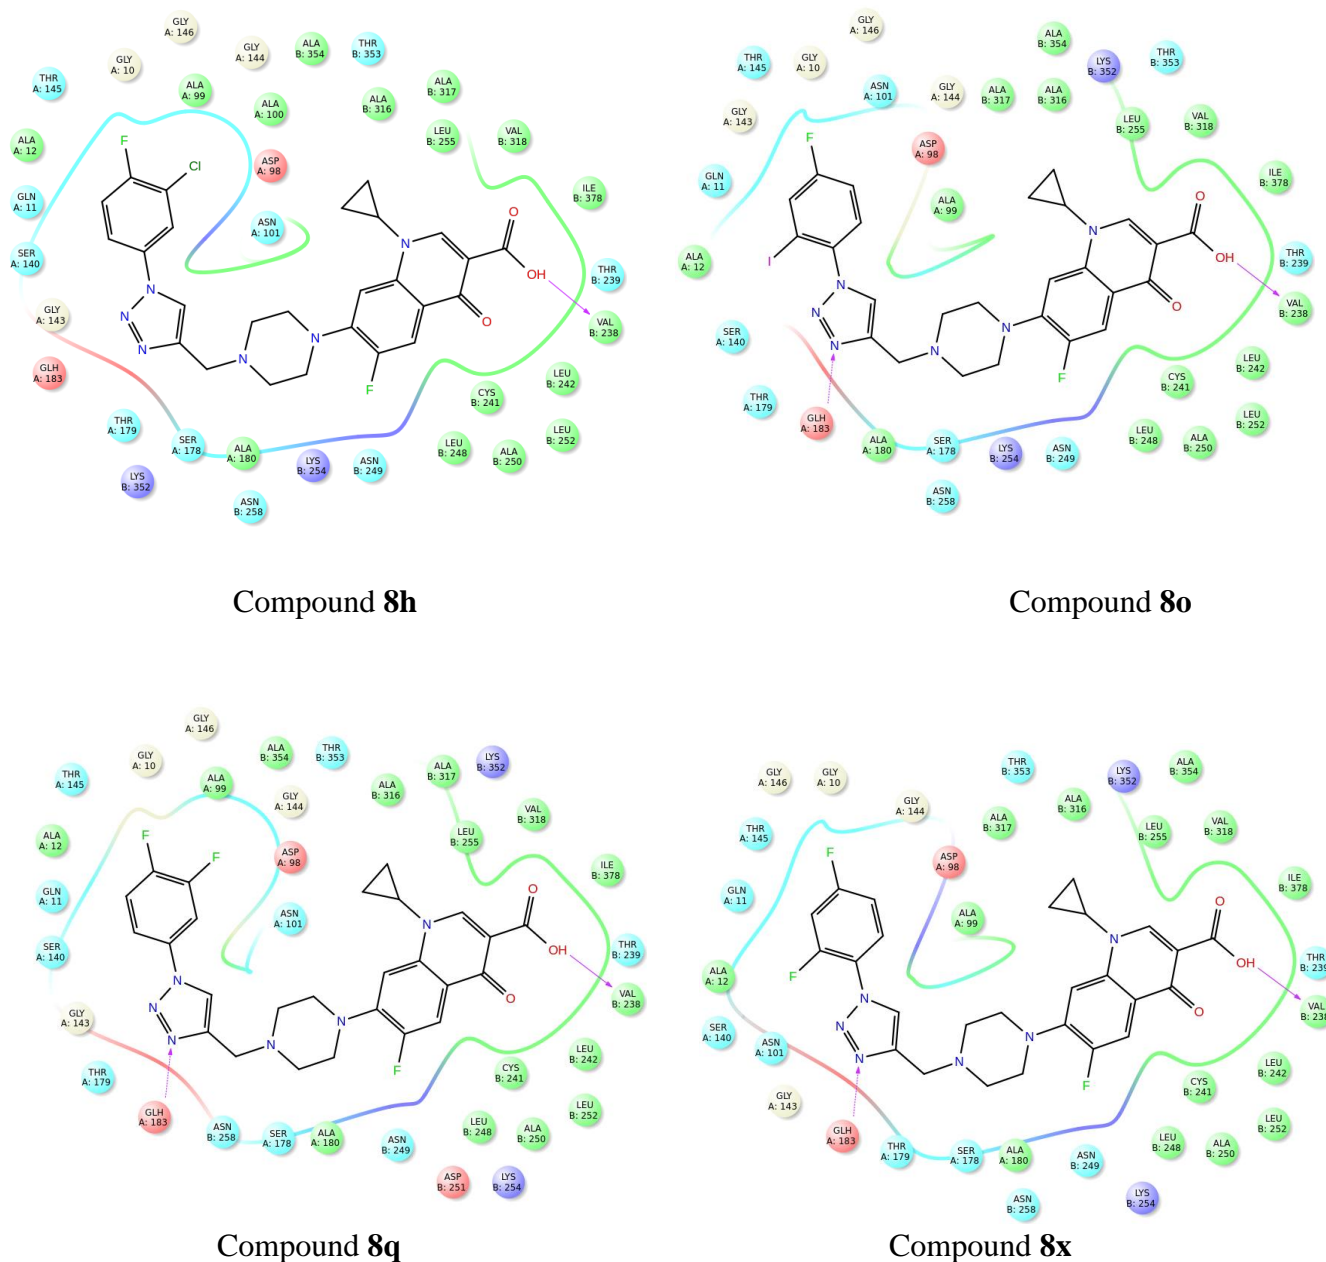 GLY
A: 146
GLY
A: 10
GLY
A: 144
ALA
B: 354
THR
B: 353
THR
A: 145
ALA
A: 99
ALA
A: 100
ALA
B: 316
ALA
B: 317
ALA
A: 12
F
Cl
ASP
A: 98
LEU
B: 255
VAL
B: 318
GLN
A: 11
ILE
B: 378
ASN
A: 101
O
SER
A: 140
N
OH
THR
B: 239
N
GLY
A: 143
N
N
N
N
O
VAL
B: 238
GLH
A: 183
F
LEU
B: 242
CYS
B: 241
THR
A: 179
SER
A: 178
ALA
A: 180
LYS
B: 254
ASN
B: 249
LEU
B: 248
ALA
B: 250
LEU
B: 252
LYS
B: 352
ASN
B: 258
Compound 8h
GLY
A: 146
ALA
B: 354
THR
A: 145
GLY
A: 10
LYS
B: 352
THR
B: 353
GLY
A: 143
ASN
A: 101
GLY
A: 144
ALA
B: 317
ALA
B: 316
LEU
B: 255
VAL
B: 318
F
ASP
A: 98
GLN
A: 11
ILE
B: 378
ALA
A: 99
O
ALA
A: 12
I
N
OH
THR
B: 239
N
N
N
N
N
O
VAL
B: 238
SER
A: 140
F
LEU
B: 242
CYS
B: 241
THR
A: 179
GLH
A: 183
ALA
A: 180
SER
A: 178
LYS
B: 254
ASN
B: 249
LEU
B: 248
ALA
B: 250
LEU
B: 252
ASN
B: 258
Compound 8o
GLY
A: 146
GLY
A: 10
ALA
B: 354
THR
B: 353
LYS
B: 352
THR
A: 145
ALA
A: 99
GLY
A: 144
ALA
B: 316
ALA
B: 317
VAL
B: 318
ALA
A: 12
F
F
ASP
A: 98
LEU
B: 255
ILE
B: 378
GLN
A: 11
ASN
A: 101
O
SER
A: 140
N
OH
THR
B: 239
N
GLY
A: 143
N
N
N
N
O
VAL
B: 238
THR
A: 179
GLH
A: 183
F
CYS
B: 241
LEU
B: 242
ASN
B: 258
SER
A: 178
ALA
A: 180
ASN
B: 249
LEU
B: 248
ALA
B: 250
LEU
B: 252
ASP
B: 251
LYS
B: 254
Compound 8q
THR
B: 353
LYS
B: 352
ALA
B: 354
GLY
A: 146
GLY
A: 10
GLY
A: 144
ALA
B: 317
ALA
B: 316
LEU
B: 255
VAL
B: 318
THR
A: 145
F
ASP
A: 98
GLN
A: 11
ILE
B: 378
ALA
A: 99
O
ALA
A: 12
F
N
OH
THR
B: 239
N
N
N
N
N
O
VAL
B: 238
SER
A: 140
ASN
A: 101
GLY
A: 143
F
CYS
B: 241
LEU
B: 242
GLH
A: 183
THR
A: 179
SER
A: 178
ALA
A: 180
ASN
B: 249
LEU
B: 248
ALA
B: 250
LEU
B: 252
ASN
B: 258
LYS
B: 254
Compound 8x